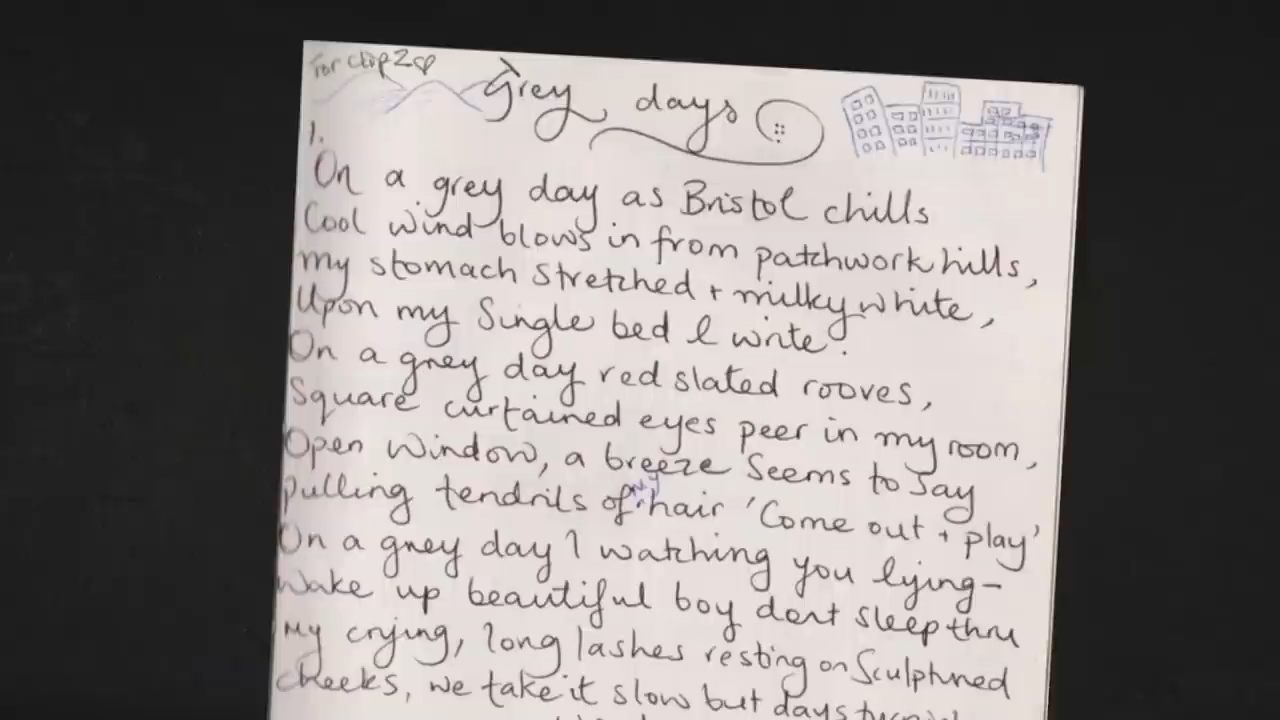 For clip 2
grey days
1.
On a grey day as Bristol chills
Cool wind blows in from patchwork hills,
my stomach stretched + milky white,
Upon my single bed I write.
On a grey day red slated rooves,
Square curtained eyes peer in my room,
Open window, a breeze seems to say
pulling tendrils of my hair 'Come out + play'
On a grey day I watching you lying-
Wake up beautiful boy dont sleep thru
My crying, long lashes resting on
cheeks, we take it slow but days